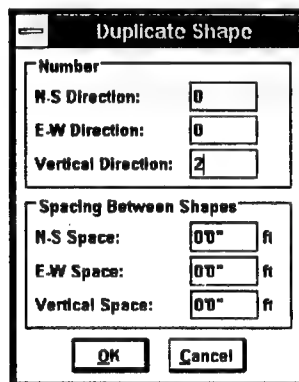 Duplicate Shape
Number
N-S Direction: 0
E-W Direction: 0
Vertical Direction: 2
Spacing Between Shapes
N-S Space: 0'0" ft
E-W Space: 0'0" ft
Vertical Space: 0'0" ft
OK Cancel